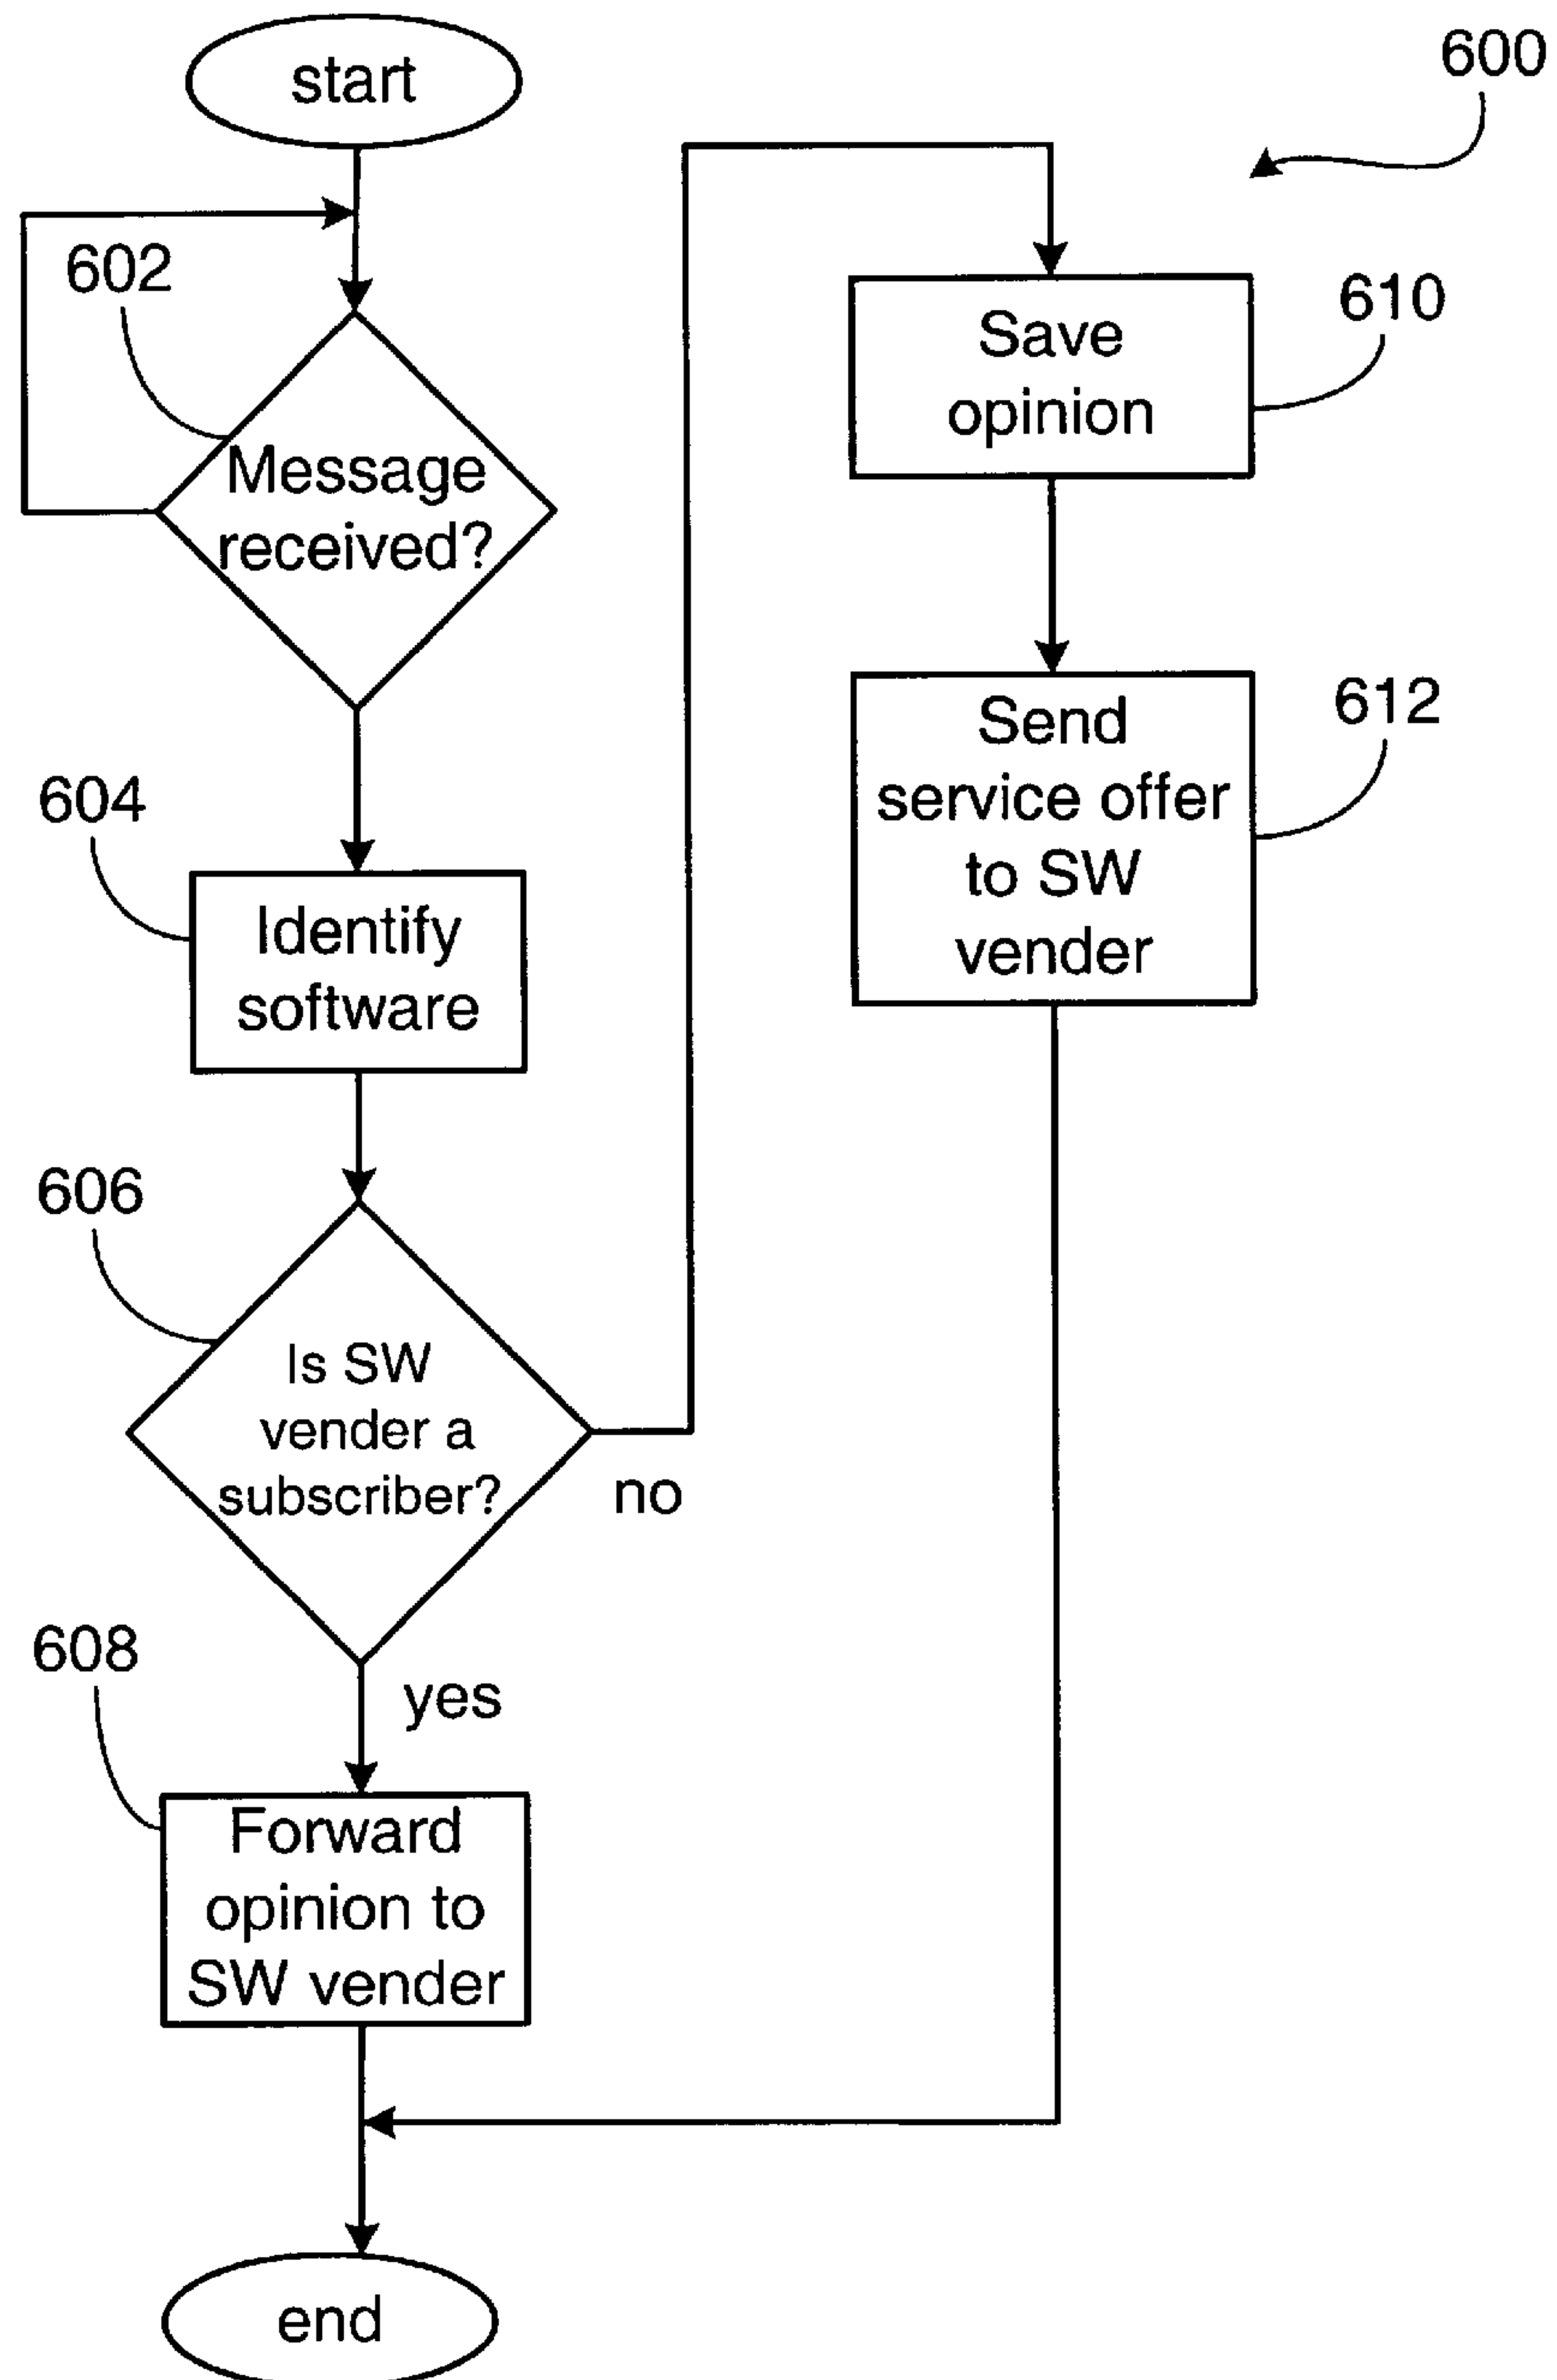 start
600
602
Message
received?
604
Identify
software
606
Is SW
vender a
subscriber?
no
yes
608
Forward
opinion to
SW vender
end
Save
opinion
610
Send
service offer
to SW
vender
612